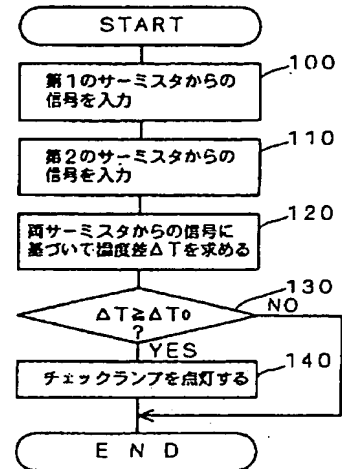 START
100
第1のサーミスタからの
信号を入力
110
第2のサーミスタからの
信号を入力
120
両サーミスタからの信号に
基づいて温度差ΔTを求める
130
ΔT≧ΔT0
?
NO
YES
140
チェックランプを点灯する
END